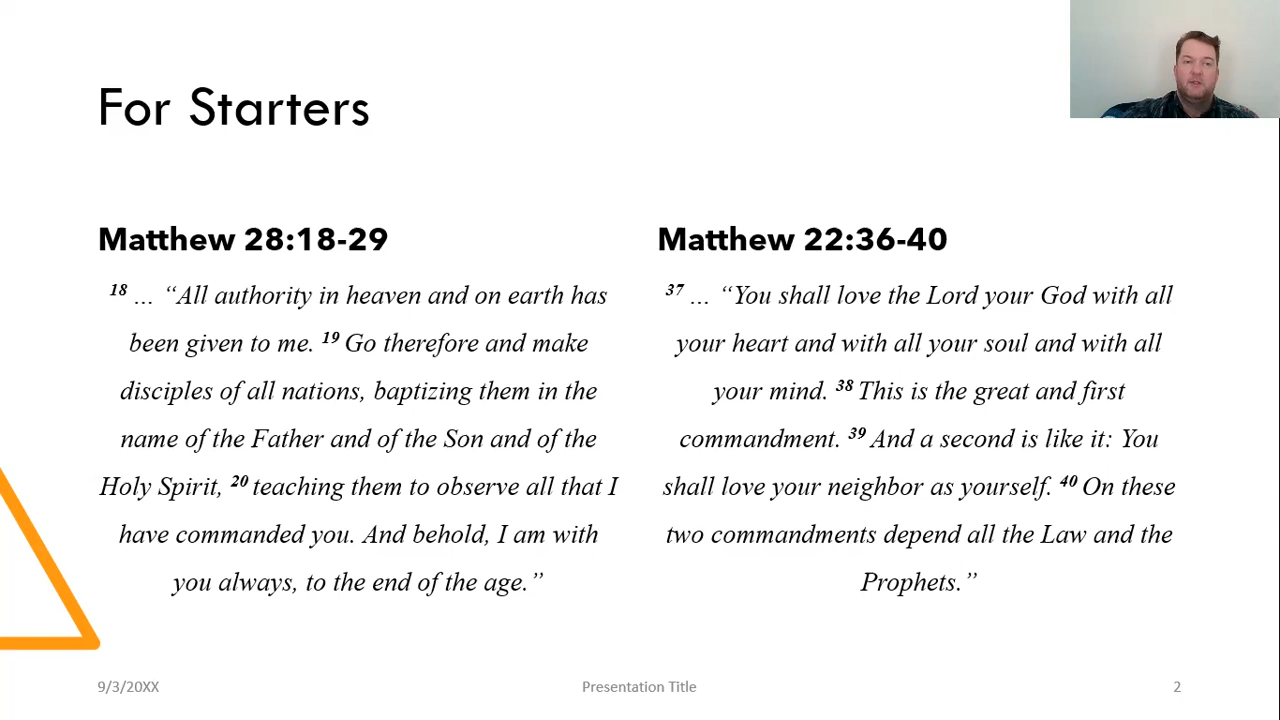 For Starters
Matthew 28:18-29
18 ... “All authority in heaven and on earth has
been given to me. 19 Go therefore and make
disciples of all nations, baptizing them in the
name of the Father and of the Son and of the
Holy Spirit, 20 teaching them to observe all that I
have commanded you. And behold, I am with
you always, to the end of the age.”
Matthew 22:36-40
37 ... “You shall love the Lord your God with all
your heart and with all your soul and with all
your mind. 38 This is the great and first
commandment. 39 And a second is like it: You
shall love your neighbor as yourself. 40 On these
two commandments depend all the Law and the
Prophets.”
9/3/20XX
Presentation Title
2